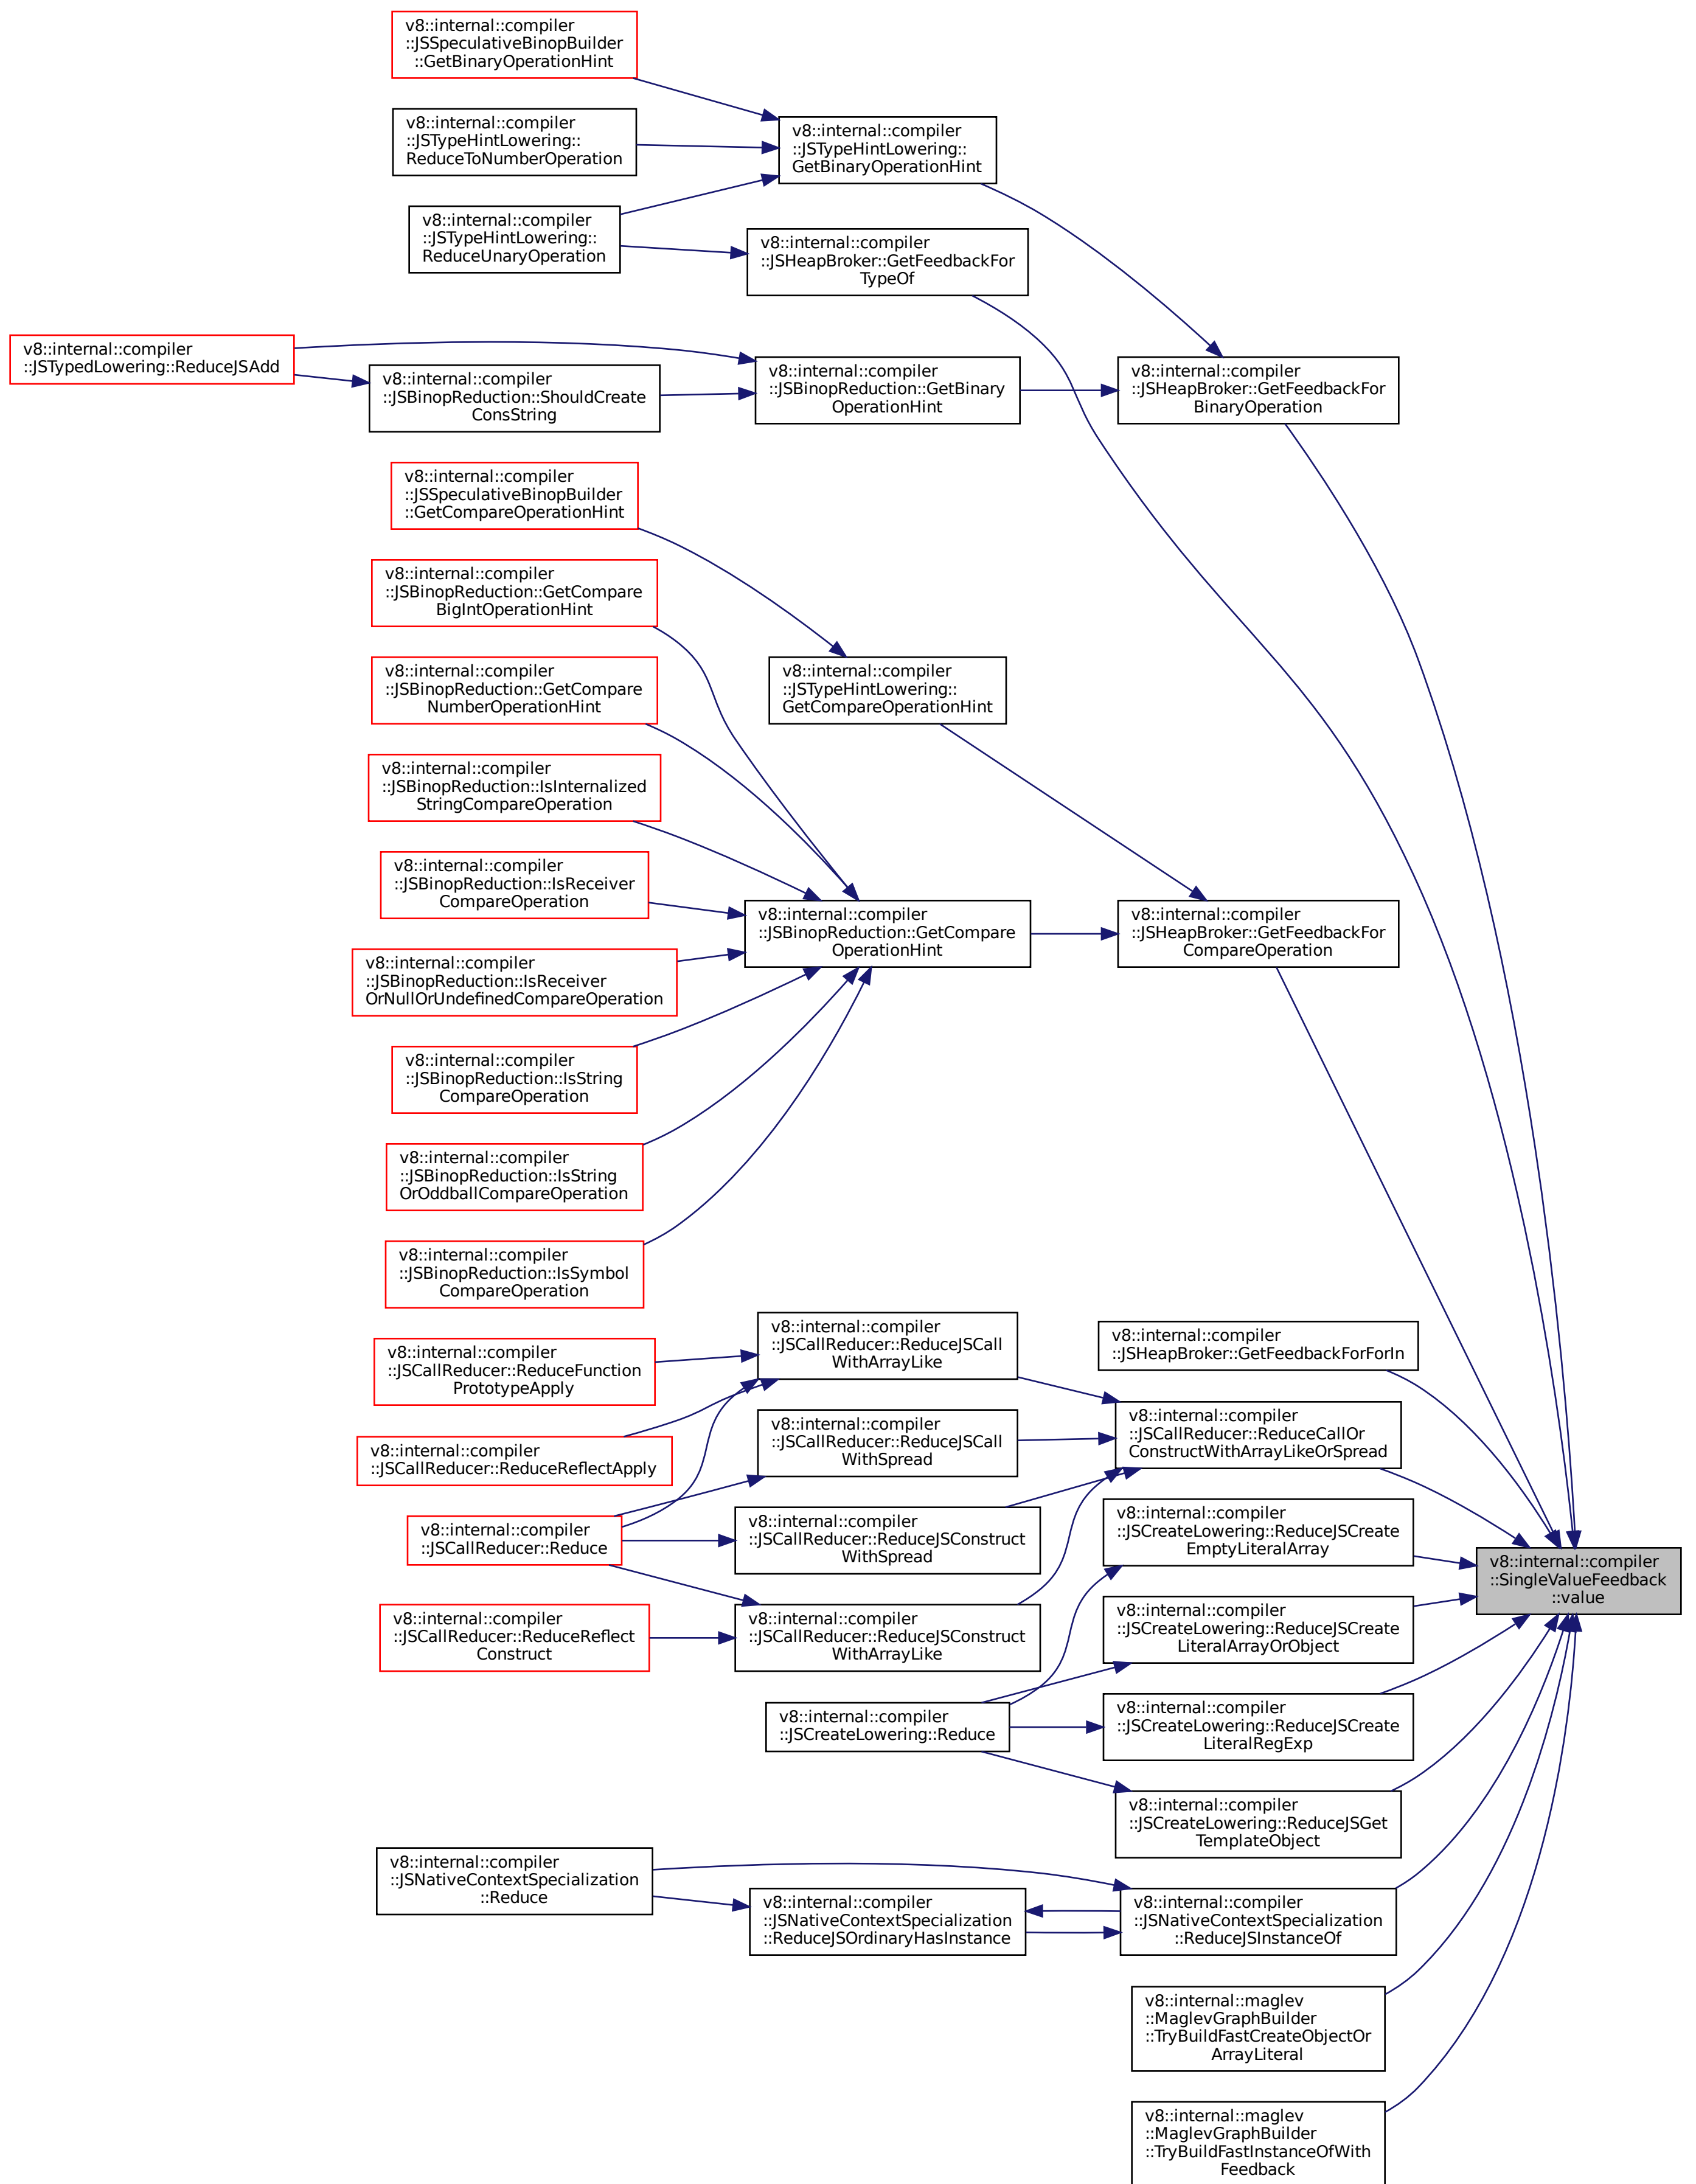 v8::internal::compiler
::JSSpeculativeBinopBuilder
::GetBinaryOperationHint
v8::internal::compiler
::JSTypeHintLowering::
ReduceToNumberOperation
v8::internal::compiler
::JSTypeHintLowering::
GetBinaryOperationHint
v8::internal::compiler
::JSTypeHintLowering::
ReduceUnaryOperation
v8::internal::compiler
::JSHeapBroker::GetFeedbackFor
TypeOf
v8::internal::compiler
::JSTypedLowering::ReduceJSAdd
v8::internal::compiler
::JSBinopReduction::ShouldCreate
ConsString
v8::internal::compiler
::JSBinopReduction::GetBinary
OperationHint
v8::internal::compiler
::JSHeapBroker::GetFeedbackFor
BinaryOperation
v8::internal::compiler
::JSSpeculativeBinopBuilder
::GetCompareOperationHint
v8::internal::compiler
::JSBinopReduction::GetCompare
BigIntOperationHint
v8::internal::compiler
::JSBinopReduction::GetCompare
NumberOperationHint
v8::internal::compiler
::JSTypeHintLowering::
GetCompareOperationHint
v8::internal::compiler
::JSBinopReduction::IsInternalized
StringCompareOperation
v8::internal::compiler
::JSBinopReduction::IsReceiver
CompareOperation
v8::internal::compiler
::JSBinopReduction::GetCompare
OperationHint
v8::internal::compiler
::JSHeapBroker::GetFeedbackFor
CompareOperation
v8::internal::compiler
::JSBinopReduction::IsReceiver
OrNullOrUndefinedCompareOperation
v8::internal::compiler
::JSBinopReduction::IsString
CompareOperation
v8::internal::compiler
::JSBinopReduction::IsString
OrOddballCompareOperation
v8::internal::compiler
::JSBinopReduction::IsSymbol
CompareOperation
v8::internal::compiler
::JSCallReducer::ReduceFunction
PrototypeApply
v8::internal::compiler
::JSCallReducer::ReduceJSCall
WithArrayLike
v8::internal::compiler
::JSHeapBroker::GetFeedbackForForIn
v8::internal::compiler
::JSCallReducer::ReduceReflectApply
v8::internal::compiler
::JSCallReducer::ReduceJSCall
WithSpread
v8::internal::compiler
::JSCallReducer::ReduceCallOr
ConstructWithArrayLikeOrSpread
v8::internal::compiler
::JSCallReducer::Reduce
v8::internal::compiler
::JSCallReducer::ReduceJSConstruct
WithSpread
v8::internal::compiler
::JSCreateLowering::ReduceJSCreate
EmptyLiteralArray
v8::internal::compiler
::SingleValueFeedback
::value
v8::internal::compiler
::JSCallReducer::ReduceReflect
Construct
v8::internal::compiler
::JSCallReducer::ReduceJSConstruct
WithArrayLike
v8::internal::compiler
::JSCreateLowering::ReduceJSCreate
LiteralArrayOrObject
v8::internal::compiler
::JSCreateLowering::Reduce
v8::internal::compiler
::JSCreateLowering::ReduceJSCreate
LiteralRegExp
v8::internal::compiler
::JSCreateLowering::ReduceJSGet
TemplateObject
v8::internal::compiler
::JSNativeContextSpecialization
::Reduce
v8::internal::compiler
::JSNativeContextSpecialization
::ReduceJSOrdinaryHasInstance
v8::internal::compiler
::JSNativeContextSpecialization
::ReduceJSInstanceOf
v8::internal::maglev
::MaglevGraphBuilder
::TryBuildFastCreateObjectOr
ArrayLiteral
v8::internal::maglev
::MaglevGraphBuilder
::TryBuildFastInstanceOfWith
Feedback